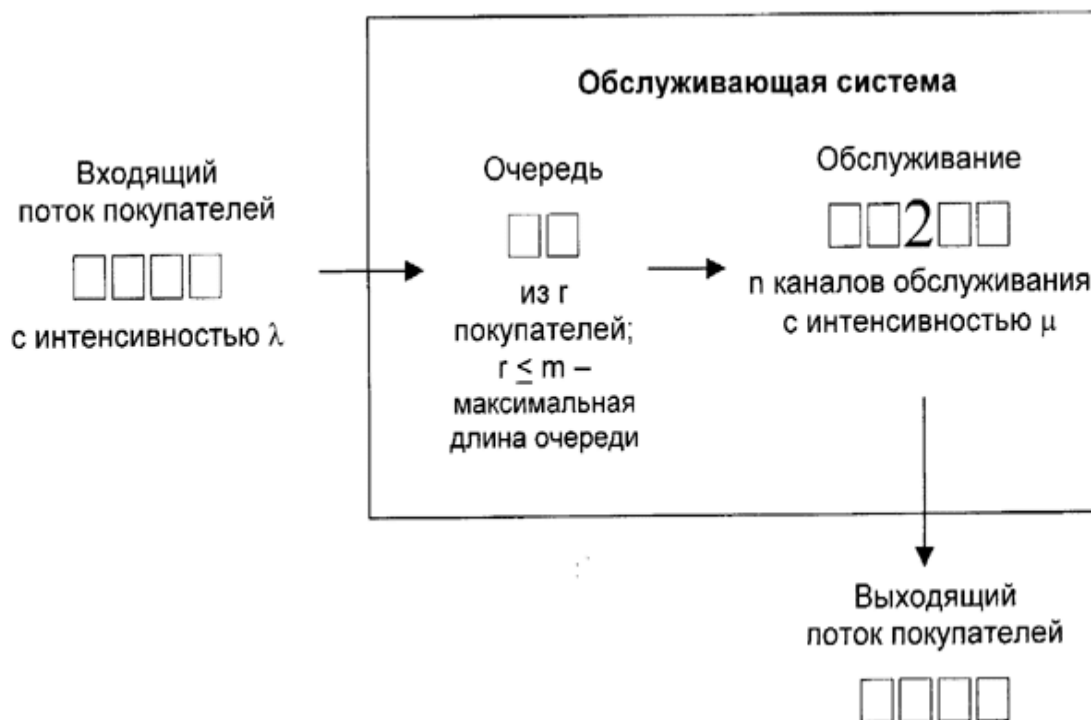 Обслуживающая система
Входящий
поток покупателей
с интенсивностью λ
Очередь
из r
покупателей;
r ≤ m –
максимальная
длина очереди
Обслуживание
2
n каналов обслуживания
с интенсивностью μ
Выходящий
поток покупателей